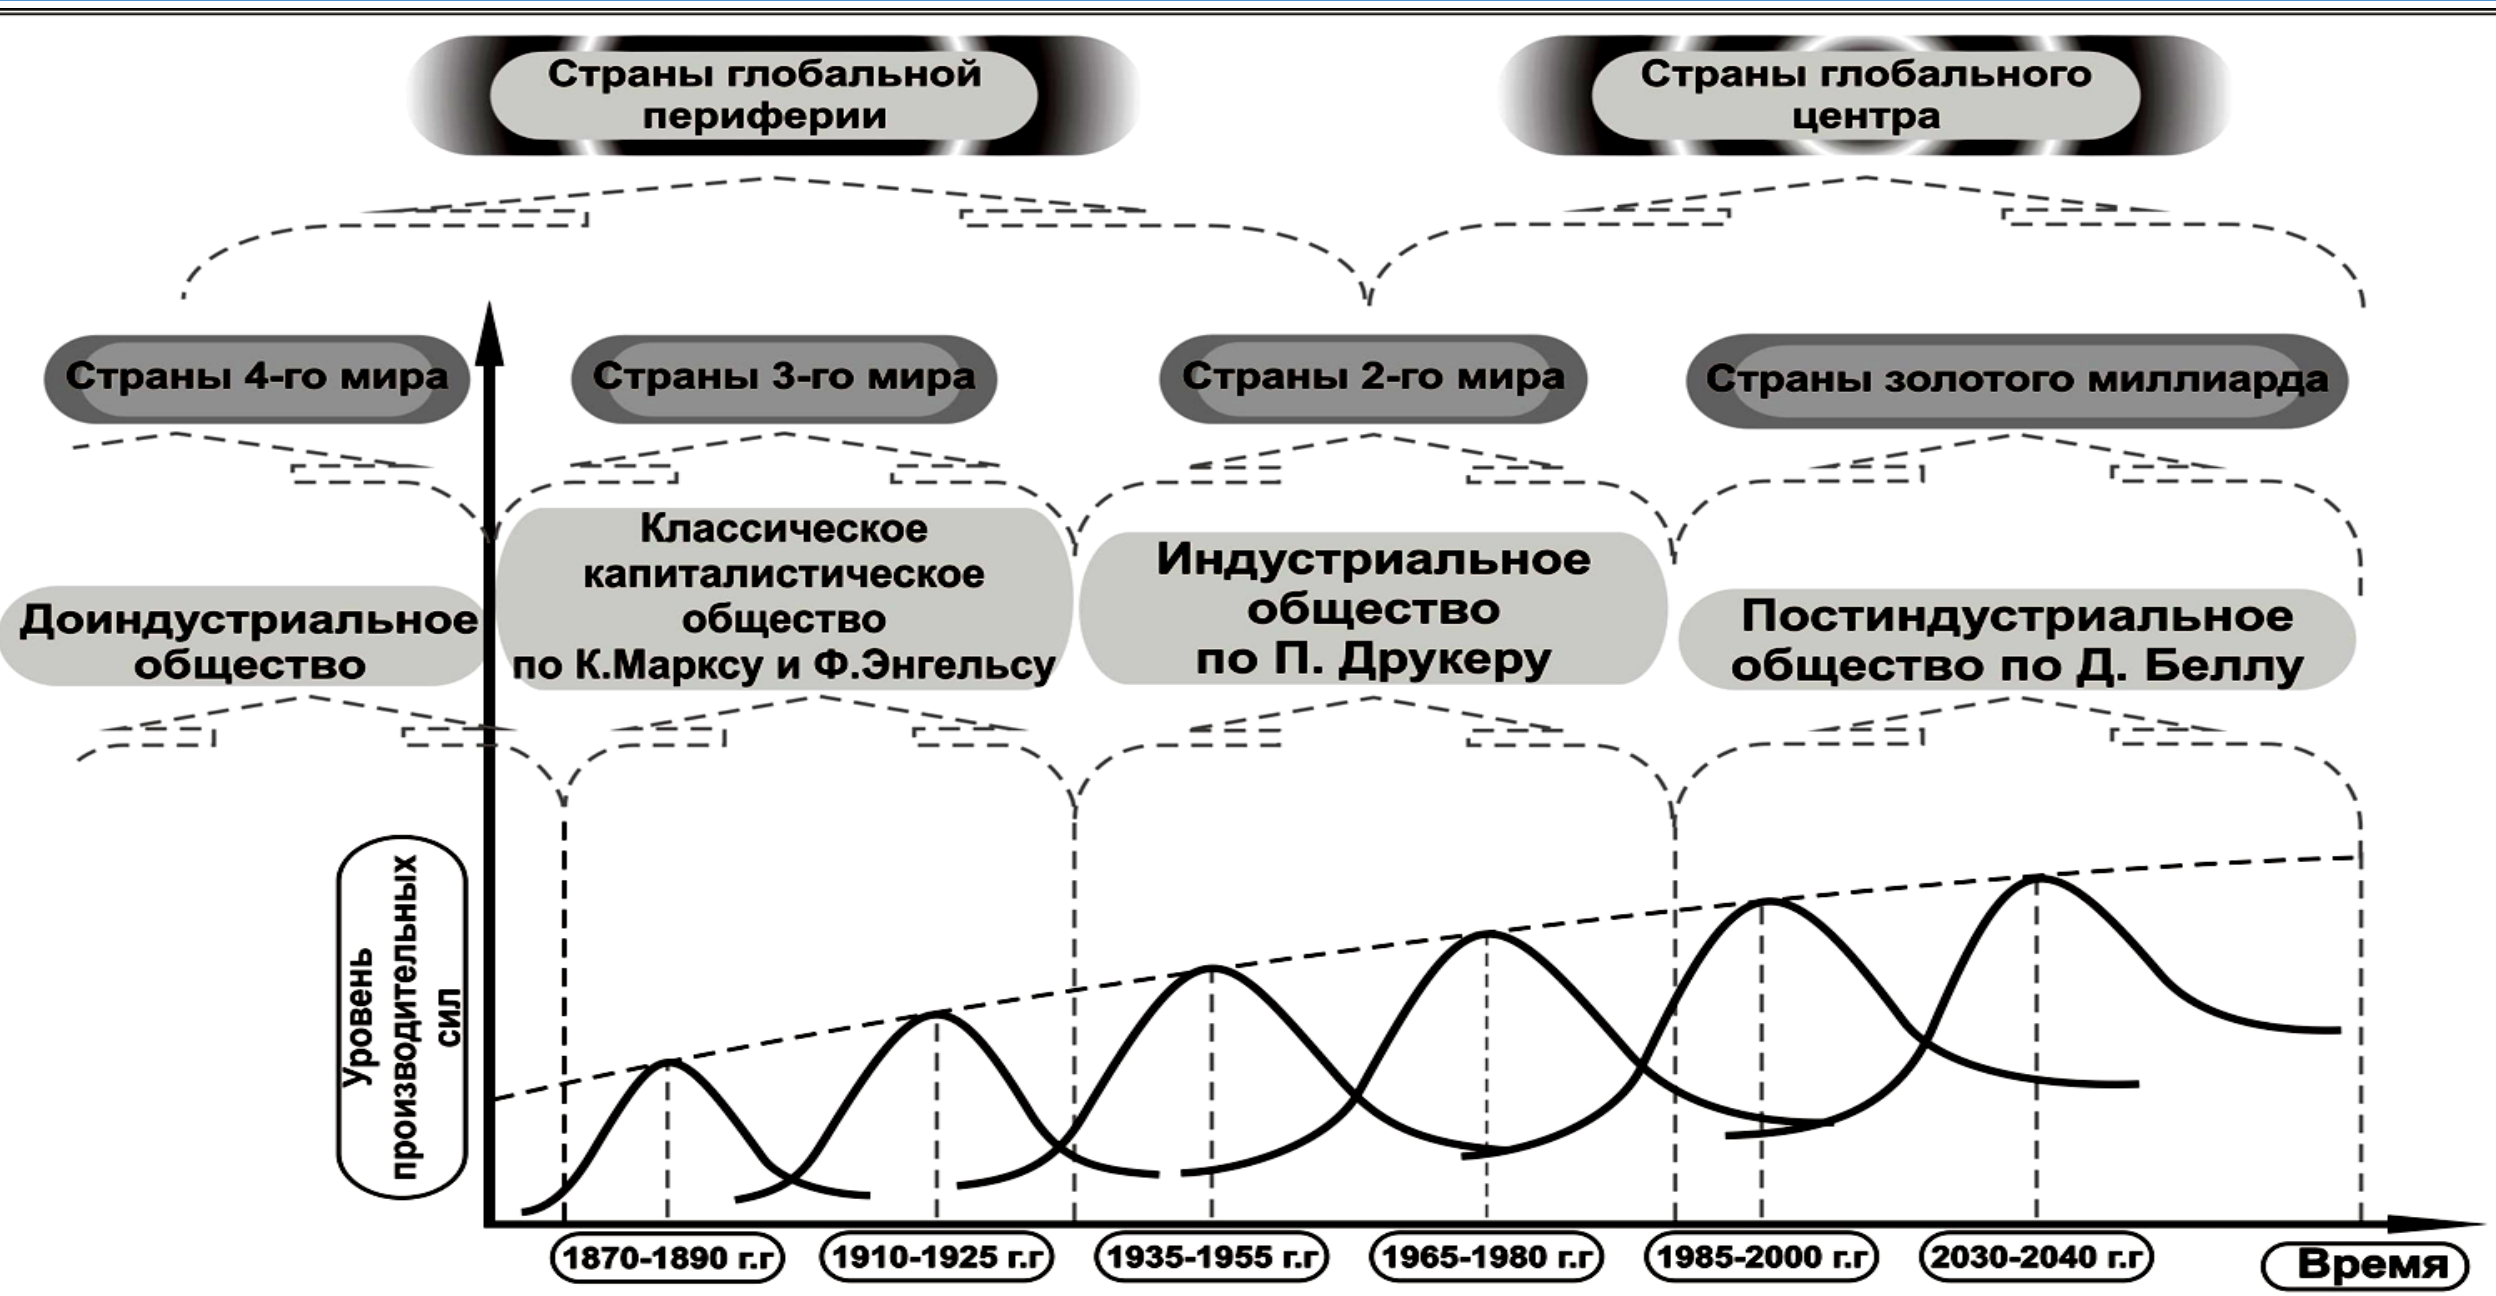 Страны глобальной
периферии
Страны глобального
центра
Страны 4-го мира
Страны 3-го мира
Страны 2-го мира
Страны золотого миллиарда
Доиндустриальное
общество
Классическое
капиталистическое
общество
по К.Марксу и Ф.Энгельсу
Индустриальное
общество
по П. Друкеру
Постиндустриальное
общество по Д. Беллу
Уровень
производительных
сил
1870-1890 г.г
1910-1925 г.г
1935-1955 г.г
1965-1980 г.г
1985-2000 г.г
2030-2040 г.г
Время